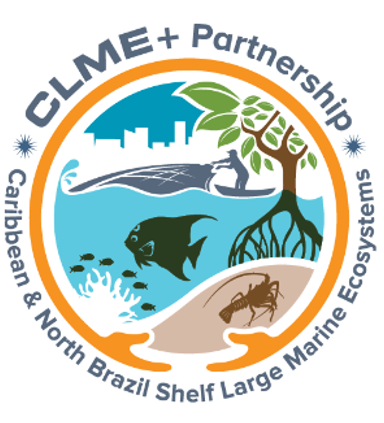 CLME+ Partnership
Caribbean & North Brazil Shelf Large Marine Ecosystems